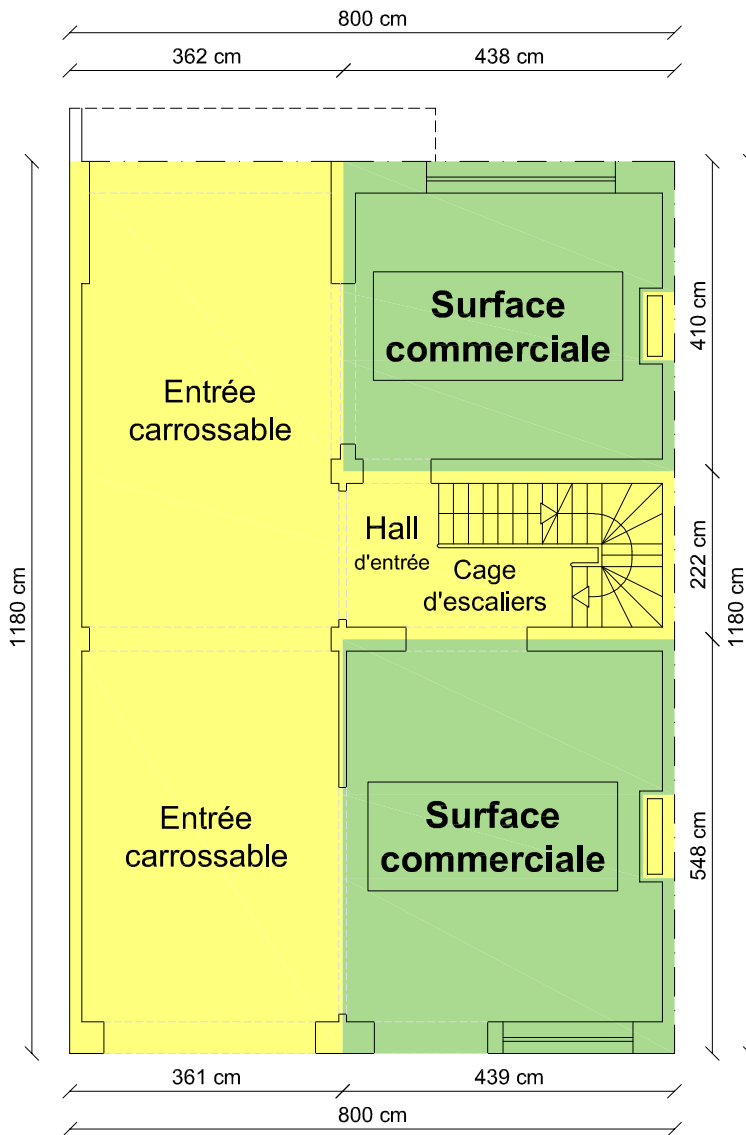 800 cm
362 cm
438 cm
Surface
commerciale
410 cm
Entrée
carrossable
Hall
d'entrée
Cage
d'escaliers
222 cm
1180 cm
1180 cm
Entrée
carrossable
Surface
commerciale
548 cm
361 cm
439 cm
800 cm